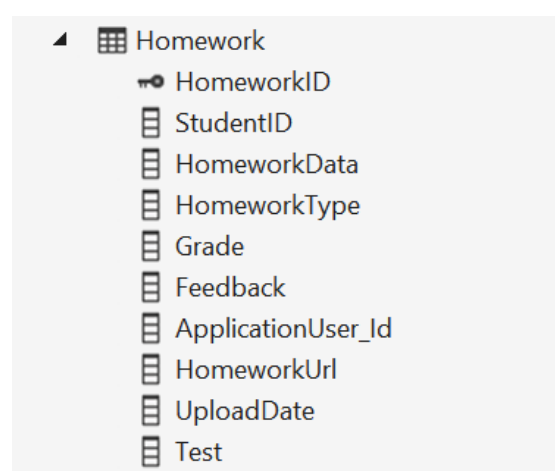 Homework
HomeworkID
StudentID
HomeworkData
HomeworkType
Grade
Feedback
ApplicationUser_Id
HomeworkUrl
UploadDate
Test